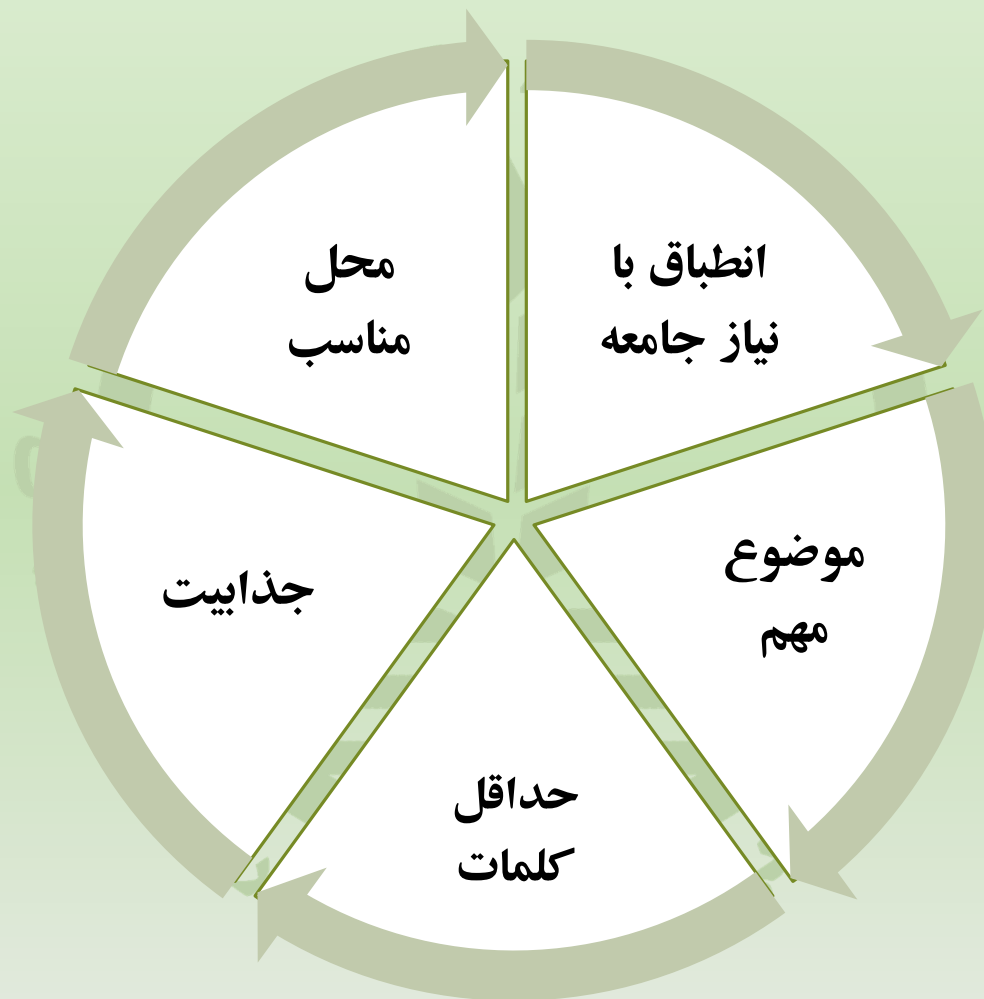 انطباق با
نیاز جامعه
موضوع
مهم
حداقل
کلمات
جذابیت
محل
مناسب